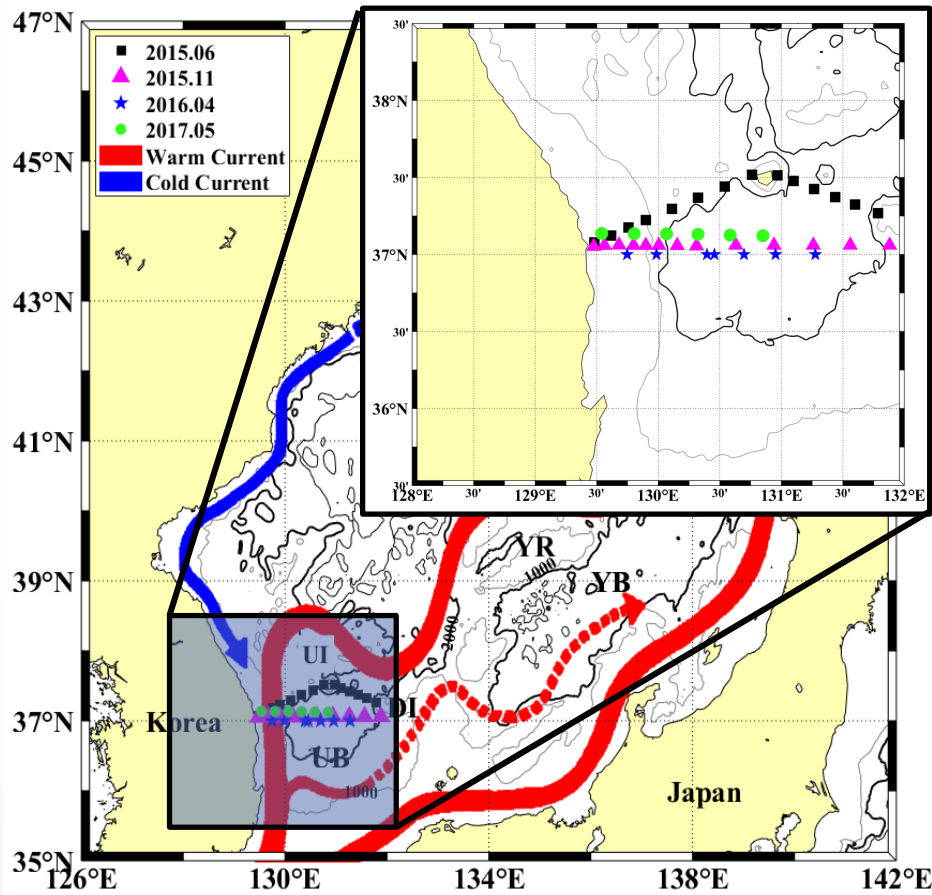 47°N
45°N
43°N
41°N
39°N
37°N
35°N
126°E
130°E
134°E
138°E
142°E
2015.06
2015.11
2016.04
2017.05
Warm Current
Cold Current
30'
38°N
30'
37°N
30'
36°N
30'
128°E
30'
129°E
30'
130°E
30'
131°E
30'
132°E
YR
1000
YB
2000
UI
DI
Korea
UB
1000
Japan